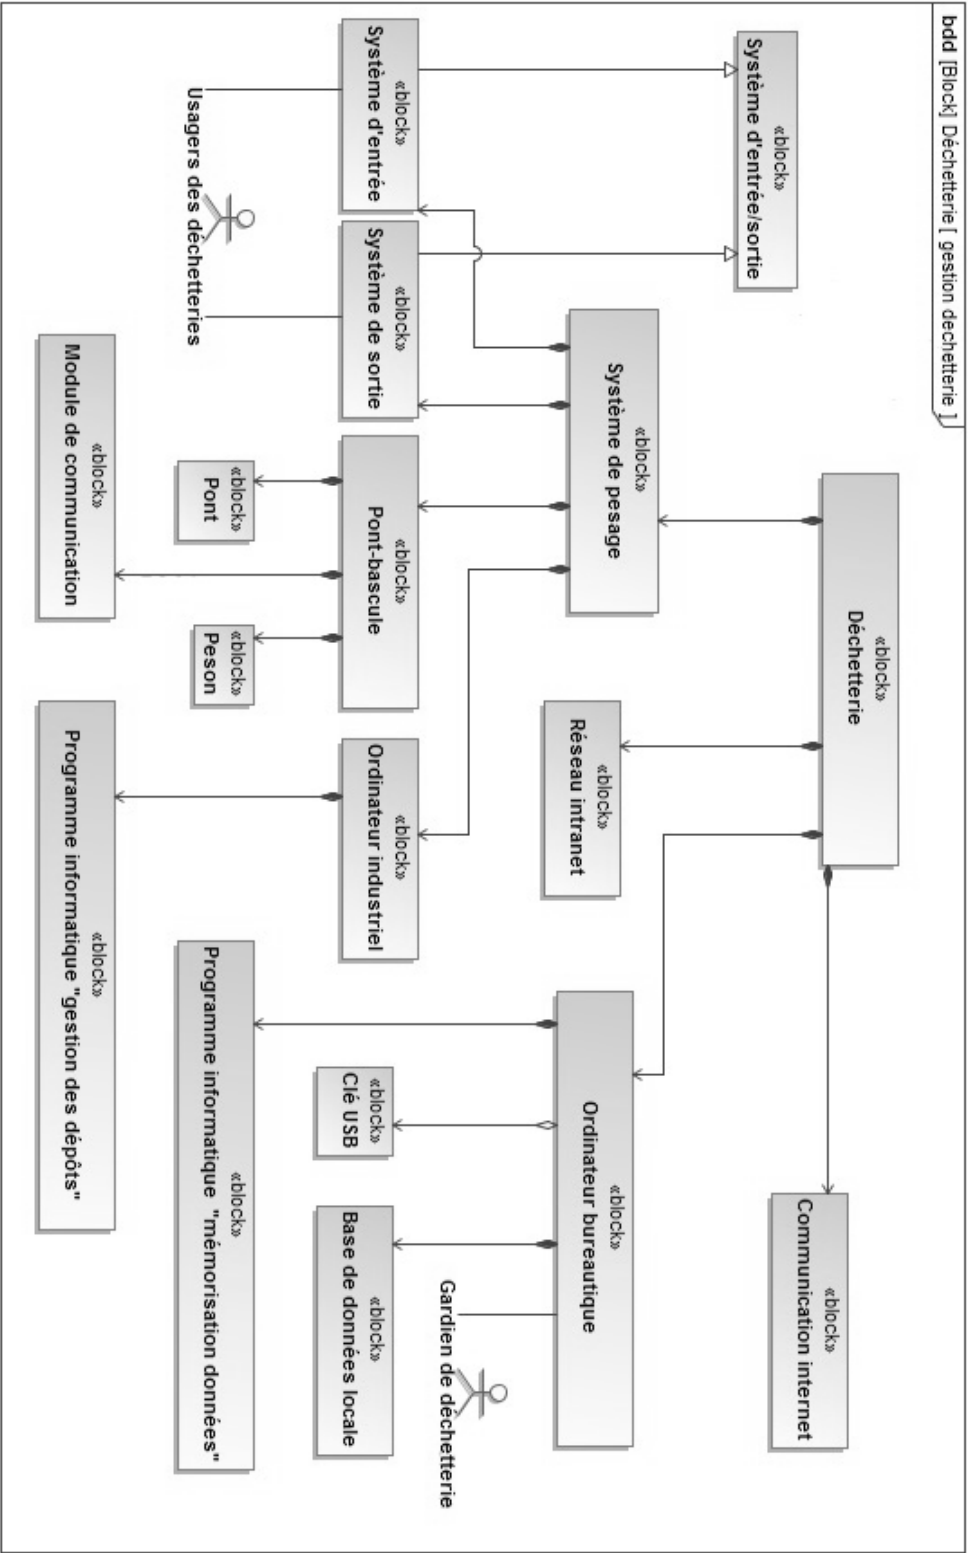 bdd [Block] Déchetterie [ gestion dechetterie ]
«block»
Système d'entrée/sortie
«block»
Déchetterie
«block»
Communication internet
«block»
Système de pesage
«block»
Réseau intranet
«block»
Ordinateur bureautique
«block»
Système d'entrée
«block»
Système de sortie
«block»
Pont-bascule
«block»
Ordinateur industriel
«block»
Clé USB
«block»
Base de données locale
Gardien de déchetterie
Usagers des déchetteries
«block»
Pont
«block»
Peson
«block»
Programme informatique "mémorisation données"
«block»
Module de communication
«block»
Programme informatique "gestion des dépôts"